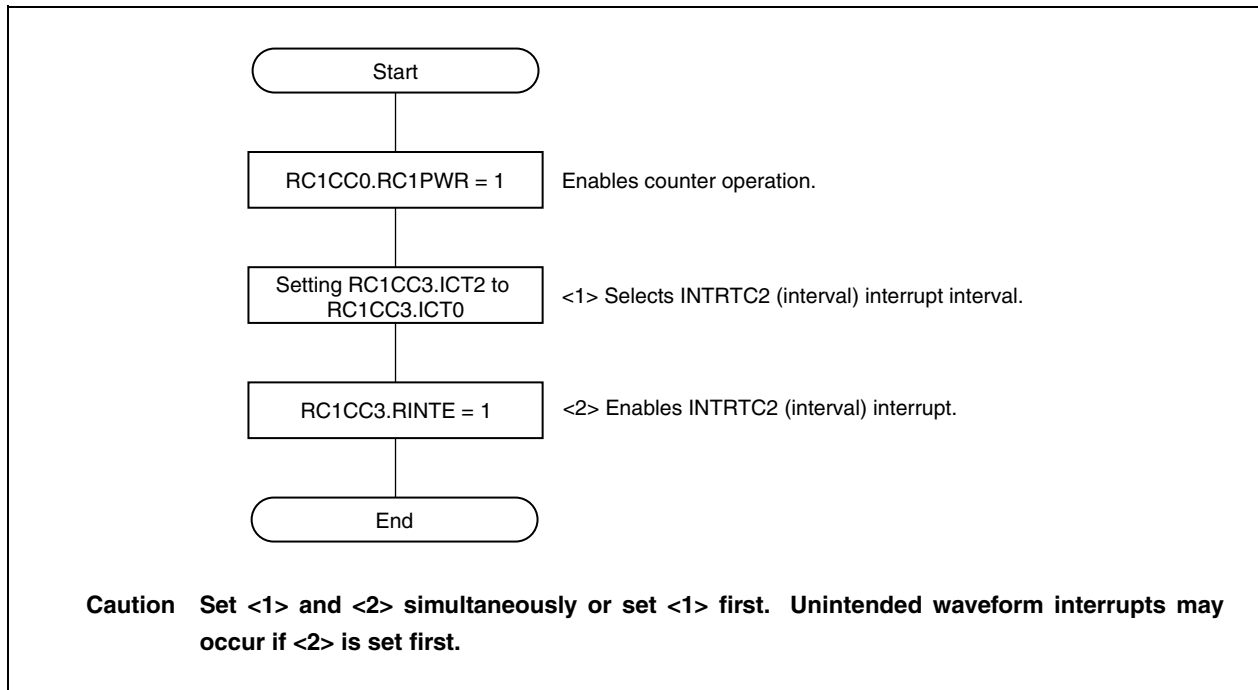 Start
RC1CC0.RC1PWR = 1
Enables counter operation.
Setting RC1CC3.ICT2 to
RC1CC3.ICT0
<1> Selects INTRTC2 (interval) interrupt interval.
RC1CC3.RINTE = 1
<2> Enables INTRTC2 (interval) interrupt.
End
Caution Set <1> and <2> simultaneously or set <1> first. Unintended waveform interrupts may
occur if <2> is set first.